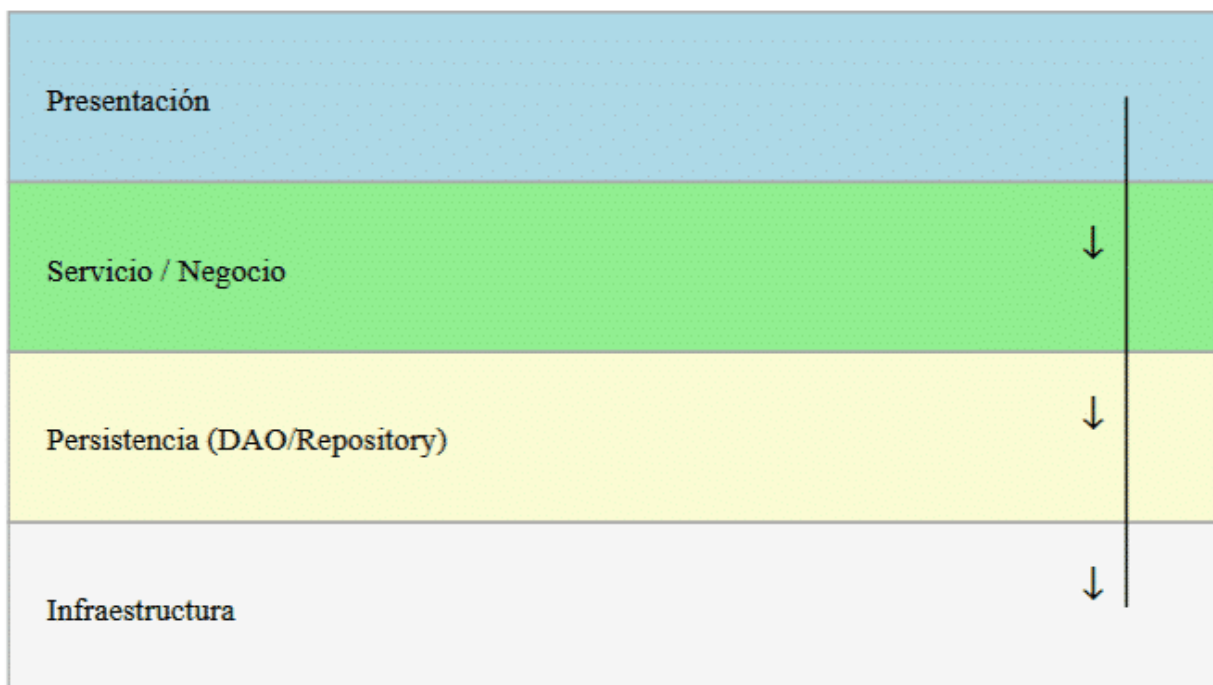 Presentación
↓
Servicio / Negocio
↓
Persistencia (DAO/Repository)
↓
Infraestructura